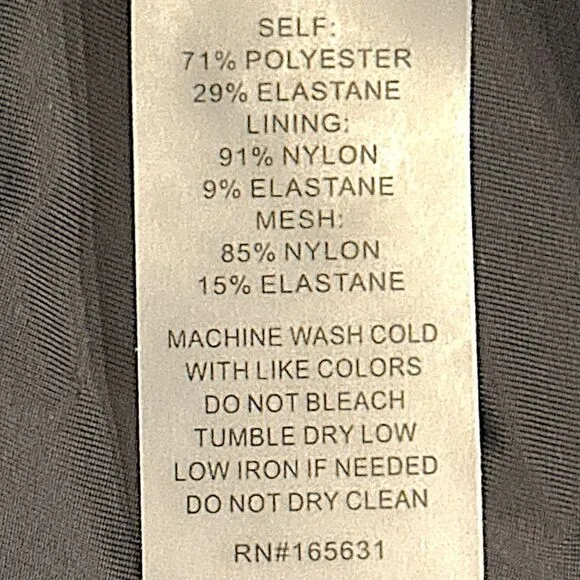 SELF:
71% POLYESTER
29% ELASTANE
LINING:
91% NYLON
9% ELASTANE
MESH:
85% NYLON
15% ELASTANE
MACHINE WASH COLD
WITH LIKE COLORS
DO NOT BLEACH
TUMBLE DRY LOW
LOW IRON IF NEEDED
DO NOT DRY CLEAN
RN#165631